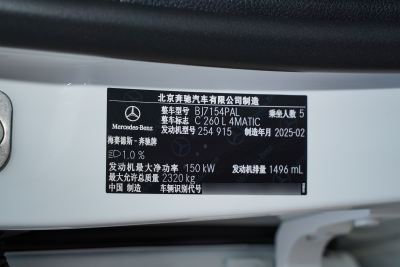 北京奔驰汽车有限公司制造
整车型号 BJ7154PAL 乘坐人数 5
整车标志 C 260 L 4MATIC
发动机型号 254 915 制造年月 2025-02
Mercedes-Benz
梅赛德斯-奔驰牌
1.0 %
发动机最大净功率 150 kW 发动机排量 1496 mL
最大允许总质量 2320 kg
中国 制造 车辆识别代号